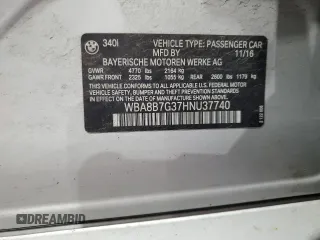 340i VEHICLE TYPE: PASSENGER CAR
MFD BY 11/16
BAYERISCHE MOTOREN WERKE AG
GVWR 4770 lbs 2164 kg
GAWR FRONT 2325 lbs 1055 kg REAR 2600 lbs 1179 kg
THIS VEHICLE CONFORMS TO ALL APPLICABLE FEDERAL MOTOR VEHICLE
SAFETY, BUMPER, AND THEFT PREVENTION STANDARDS IN EFFECT
ON THE DATE OF MANUFACTURE SHOWN ABOVE.
WBA8B7G37HNU37740
AUTOHELPERBOT.COM